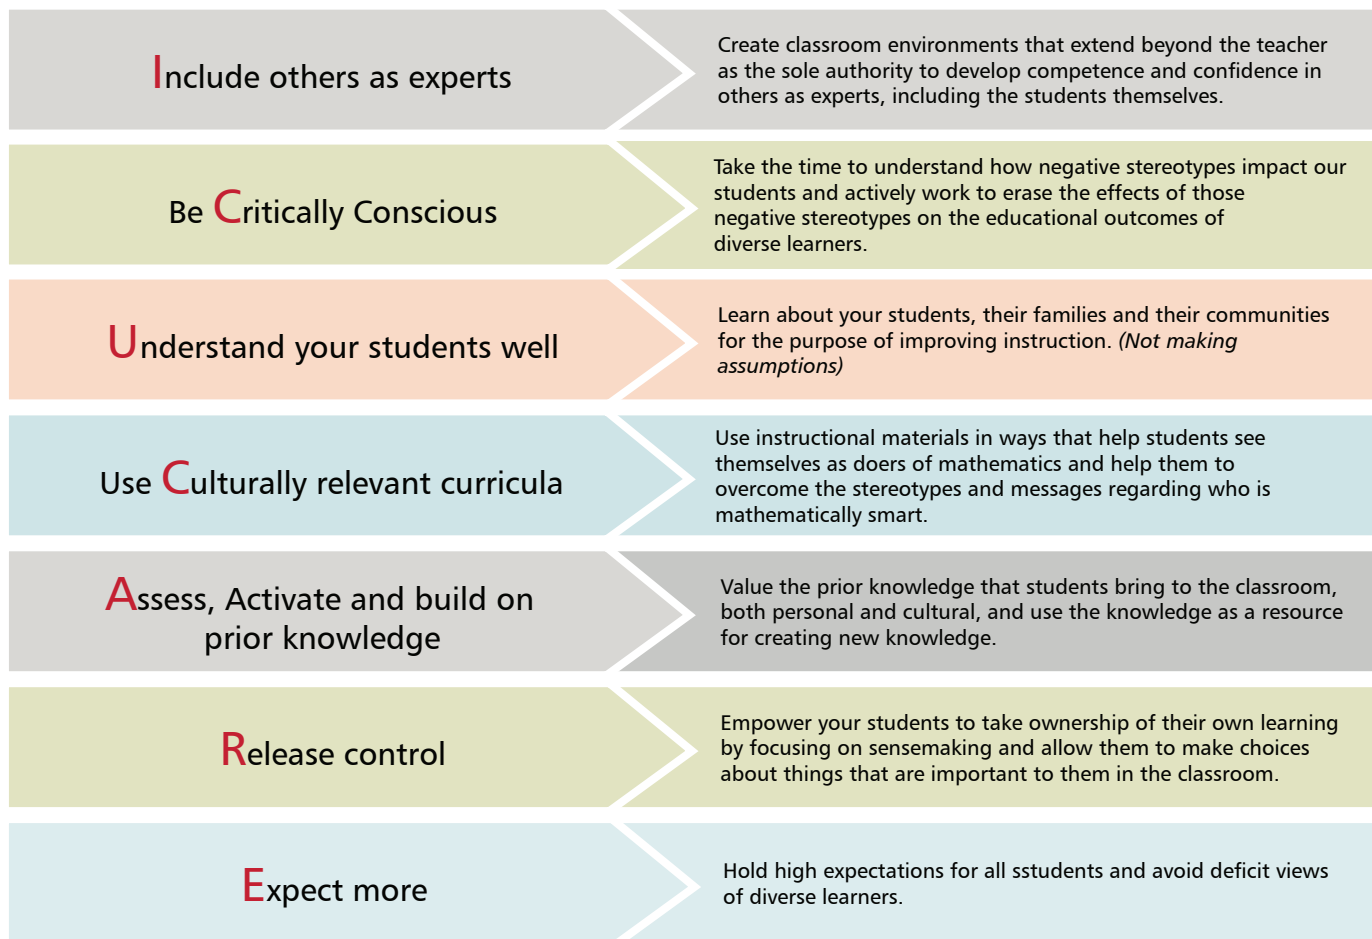 Include others as experts
Create classroom environments that extend beyond the teacher
as the sole authority to develop competence and confidence in
others as experts, including the students themselves.
Be Critically Conscious
Take the time to understand how negative stereotypes impact our
students and actively work to erase the effects of those
negative stereotypes on the educational outcomes of
diverse learners.
Understand your students well
Learn about your students, their families and their communities
for the purpose of improving instruction. (Not making
assumptions)
Use Culturally relevant curricula
Use instructional materials in ways that help students see
themselves as doers of mathematics and help them to
overcome the stereotypes and messages regarding who is
mathematically smart.
Assess, Activate and build on
prior knowledge
Value the prior knowledge that students bring to the classroom,
both personal and cultural, and use the knowledge as a resource
for creating new knowledge.
Release control
Empower your students to take ownership of their own learning
by focusing on sensemaking and allow them to make choices
about things that are important to them in the classroom.
Expect more
Hold high expectations for all sstudents and avoid deficit views
of diverse learners.